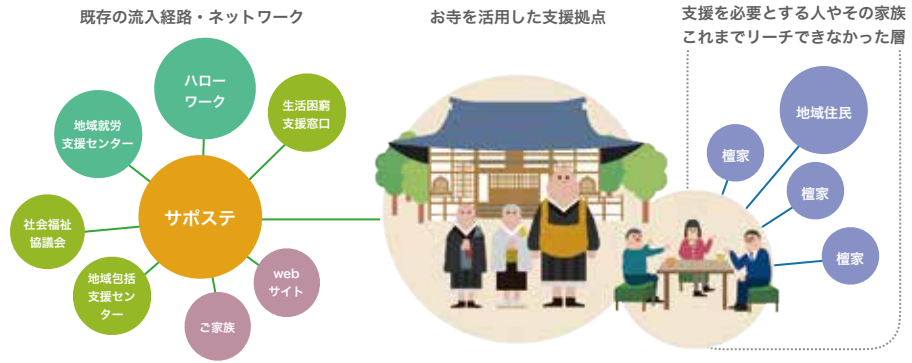 既存の流入経路・ネットワーク
お寺を活用した支援拠点
支援を必要とする人やその家族
これまでリーチできなかった層
ハロー
ワーク
地域就労
支援センター
生活困窮
支援窓口
サポステ
社会福祉
協議会
地域包括
支援セン
ター
ご家族
web
サイト
地域住民
檀家
檀家
檀家